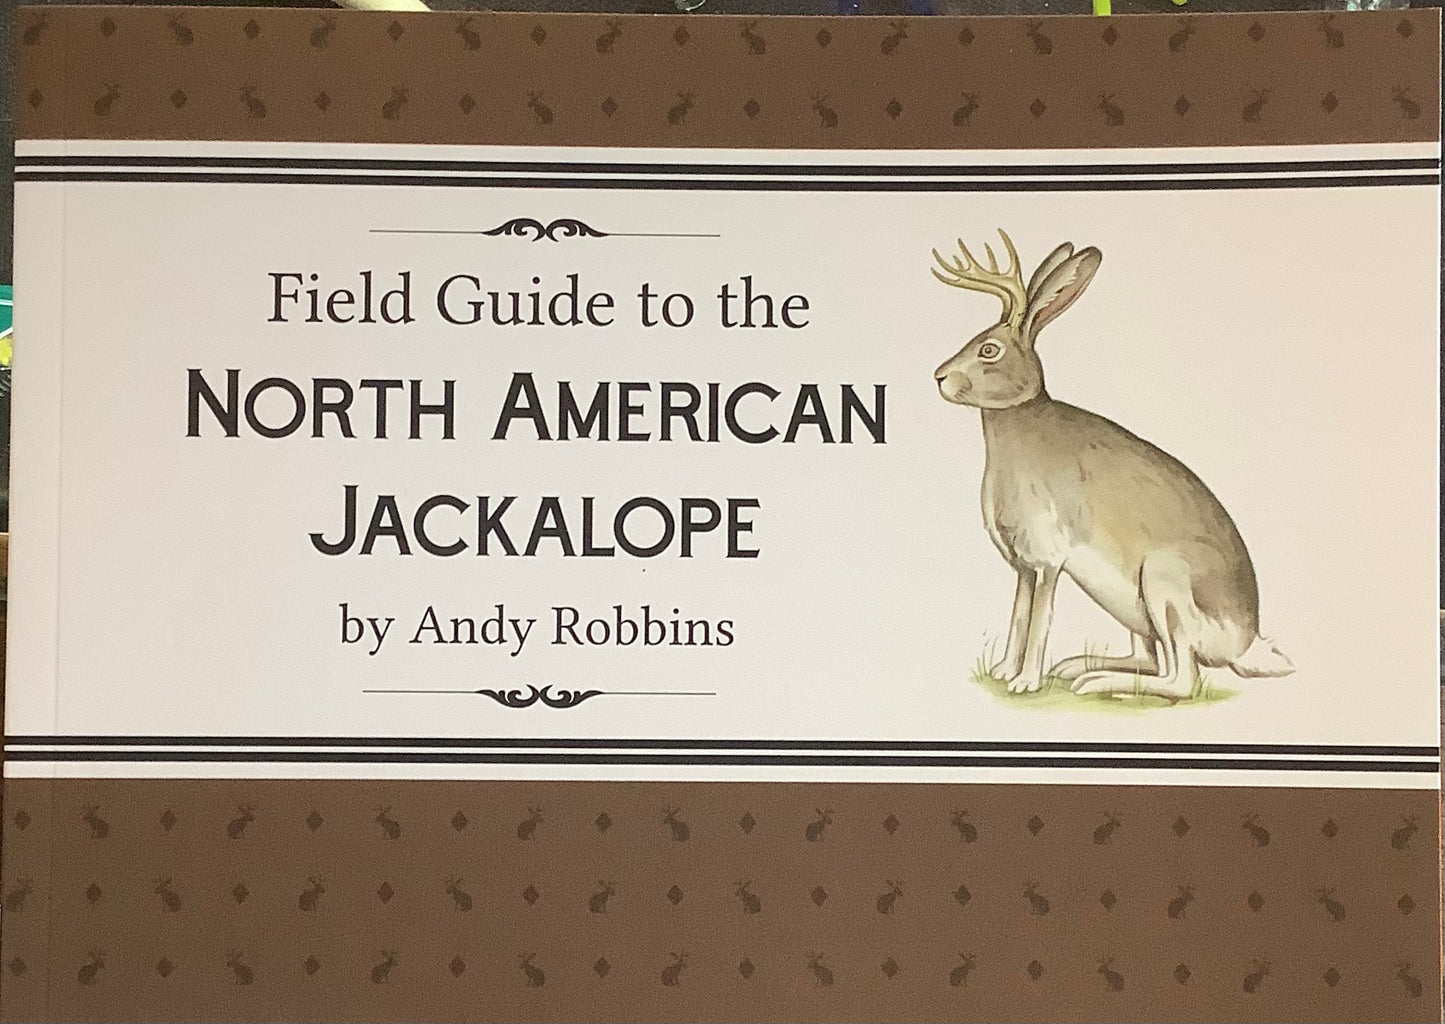 Field Guide to the
NORTH AMERICAN
JACKALOPE
by Andy Robbins